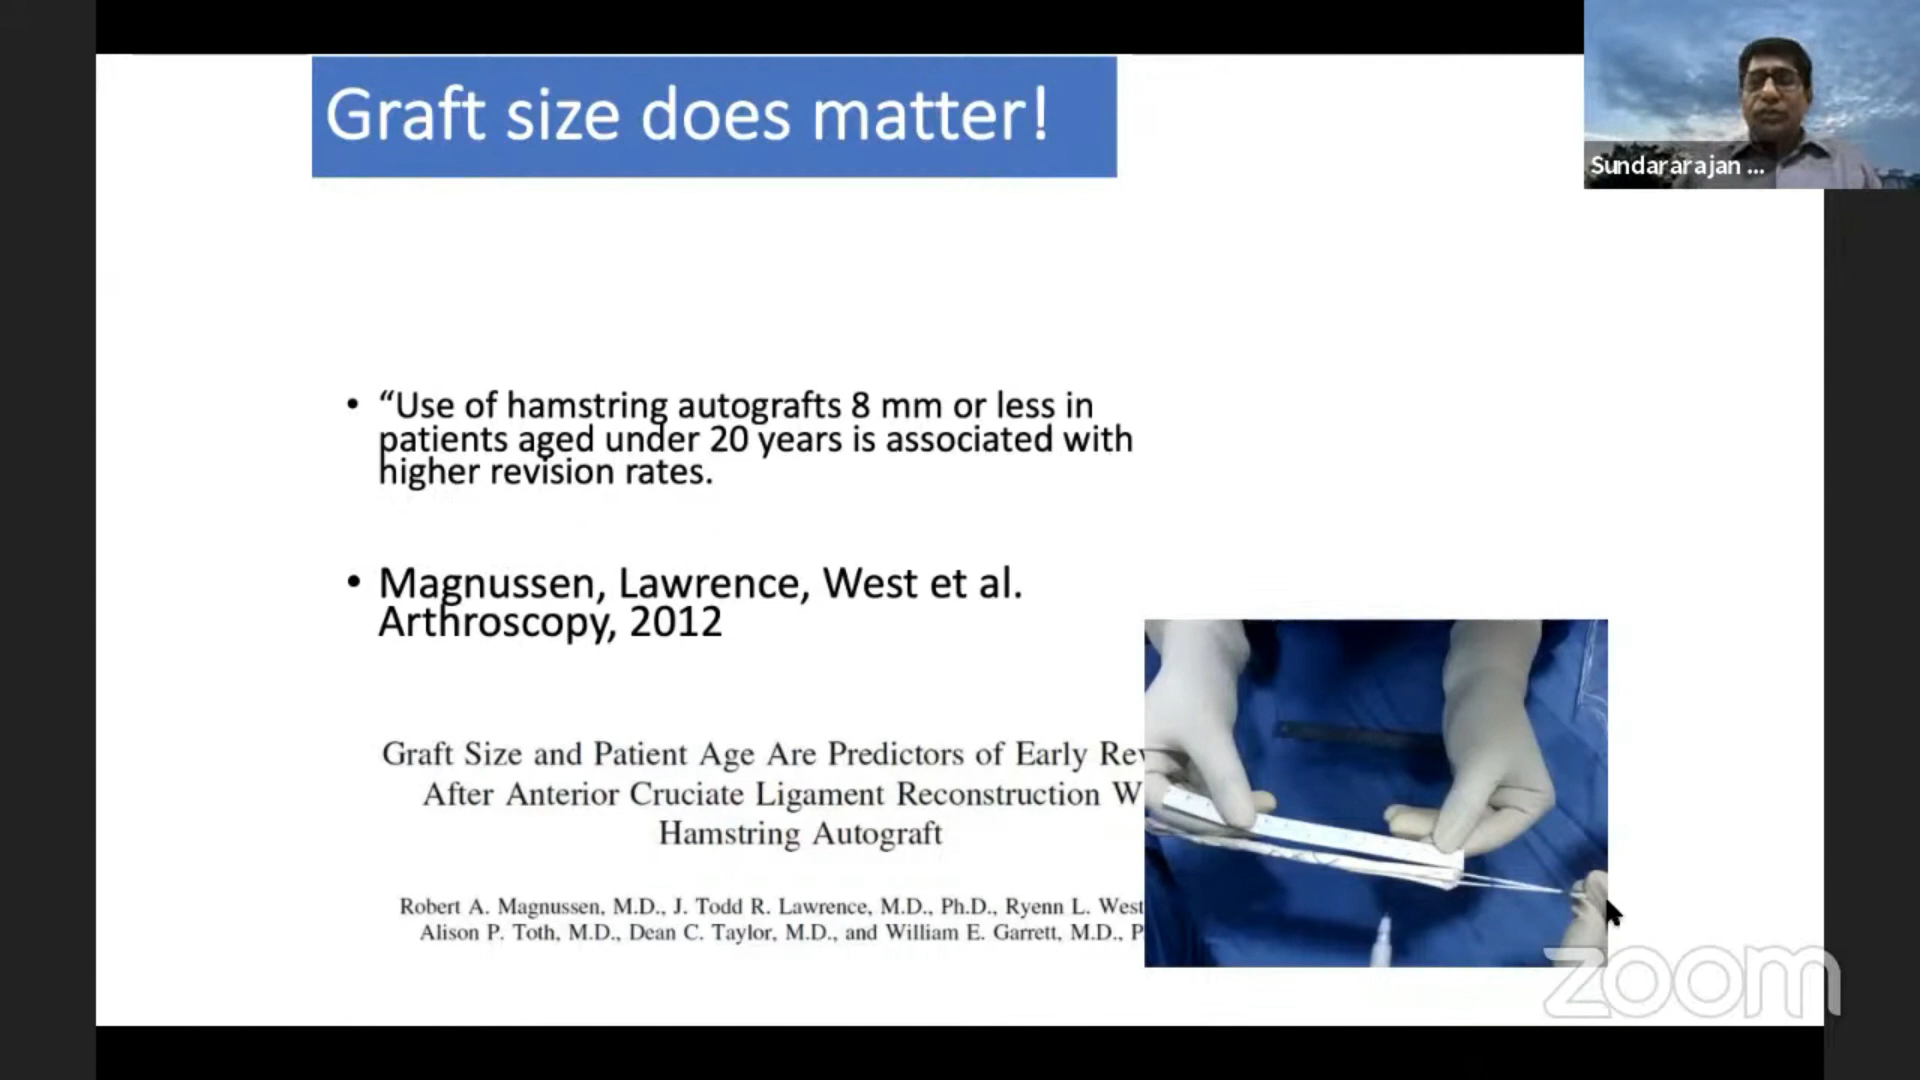 Graft size does matter!
Sundararajan ...
• “Use of hamstring autografts 8 mm or less in
patients aged under 20 years is associated with
higher revision rates.
• Magnussen, Lawrence, West et al.
Arthroscopy, 2012
Graft Size and Patient Age Are Predictors of Early Rev
After Anterior Cruciate Ligament Reconstruction W
Hamstring Autograft
Robert A. Magnussen, M.D., J. Todd R. Lawrence, M.D., Ph.D., Ryenn L. West
Alison P. Toth, M.D., Dean C. Taylor, M.D., and William E. Garrett, M.D., P
zoom